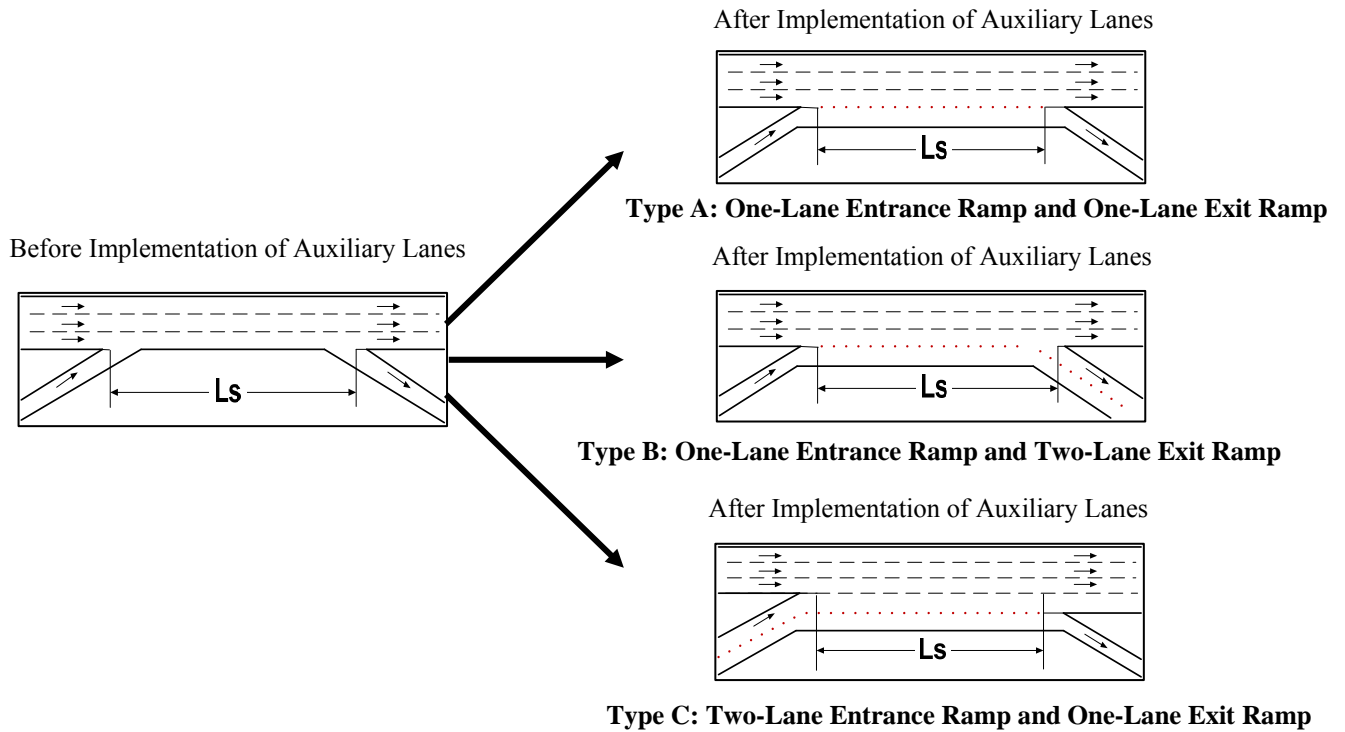 Before Implementation of Auxiliary Lanes
Ls
After Implementation of Auxiliary Lanes
Ls
Type A: One-Lane Entrance Ramp and One-Lane Exit Ramp
After Implementation of Auxiliary Lanes
Ls
Type B: One-Lane Entrance Ramp and Two-Lane Exit Ramp
After Implementation of Auxiliary Lanes
Ls
Type C: Two-Lane Entrance Ramp and One-Lane Exit Ramp